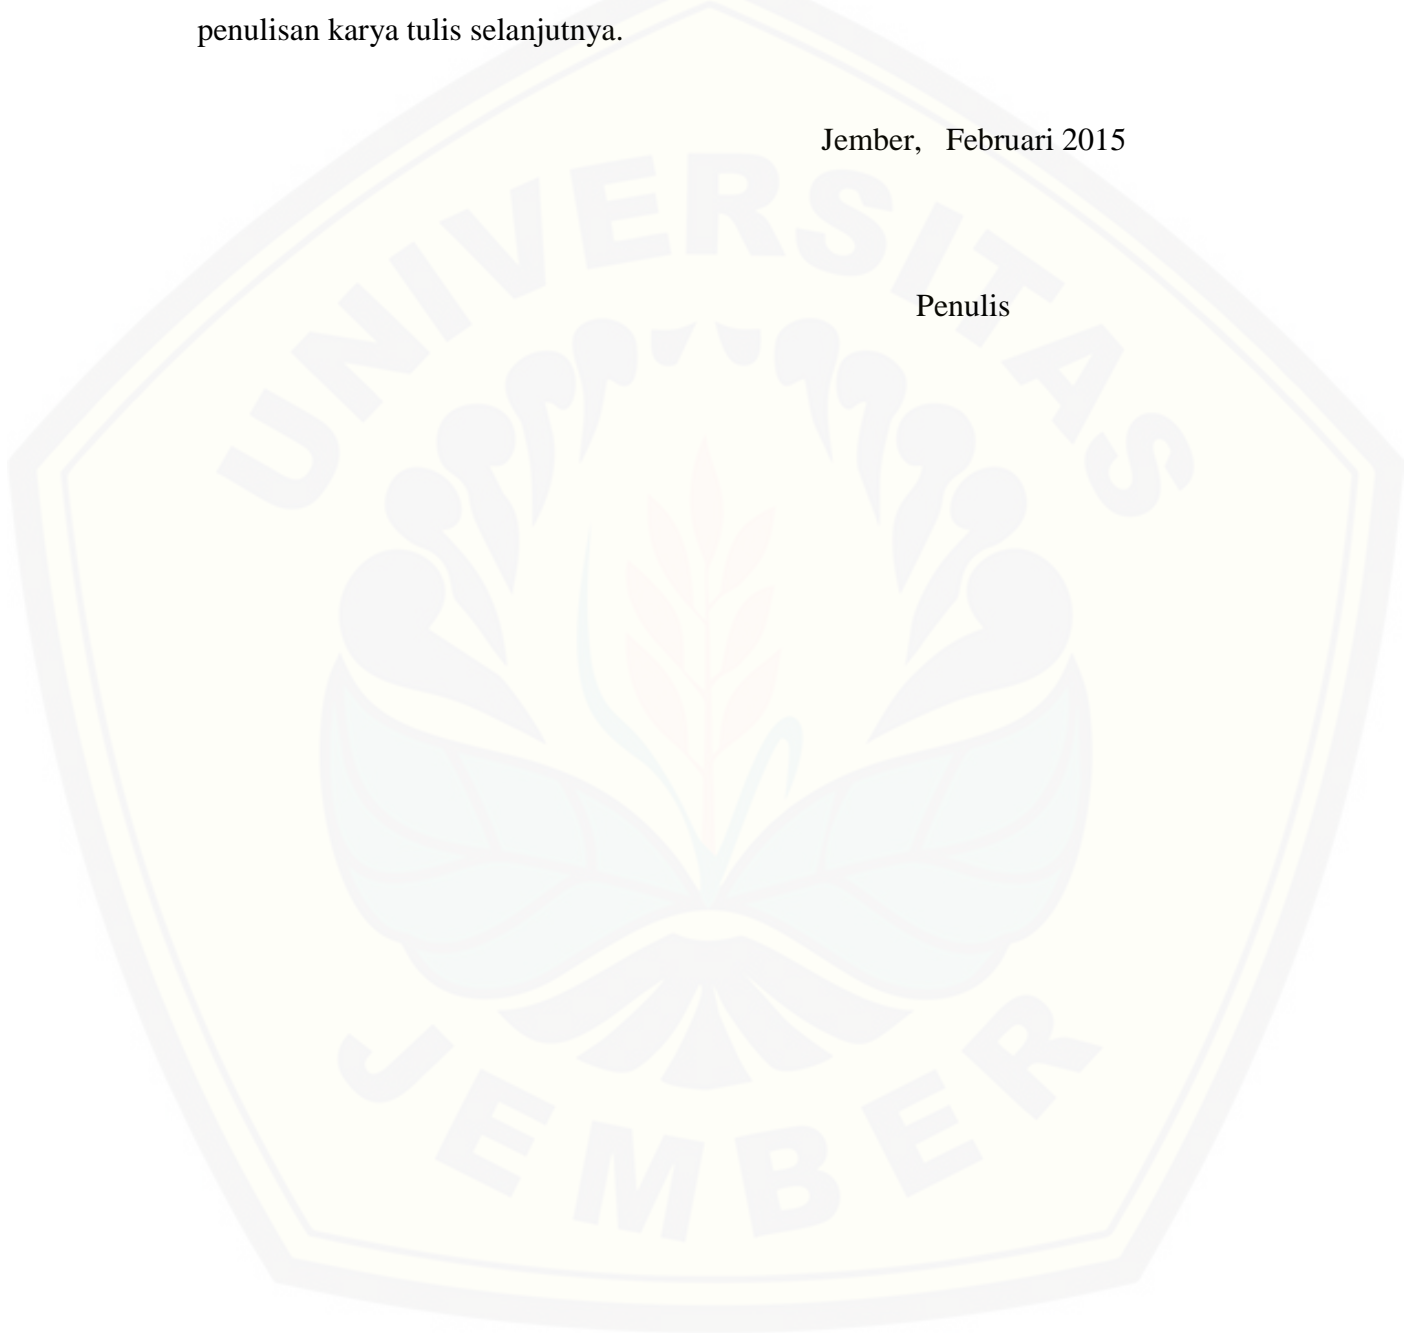 penulisan karya tulis selanjutnya.
Jember,   Februari 2015
Penulis
UNIVERSITAS
JEMBER